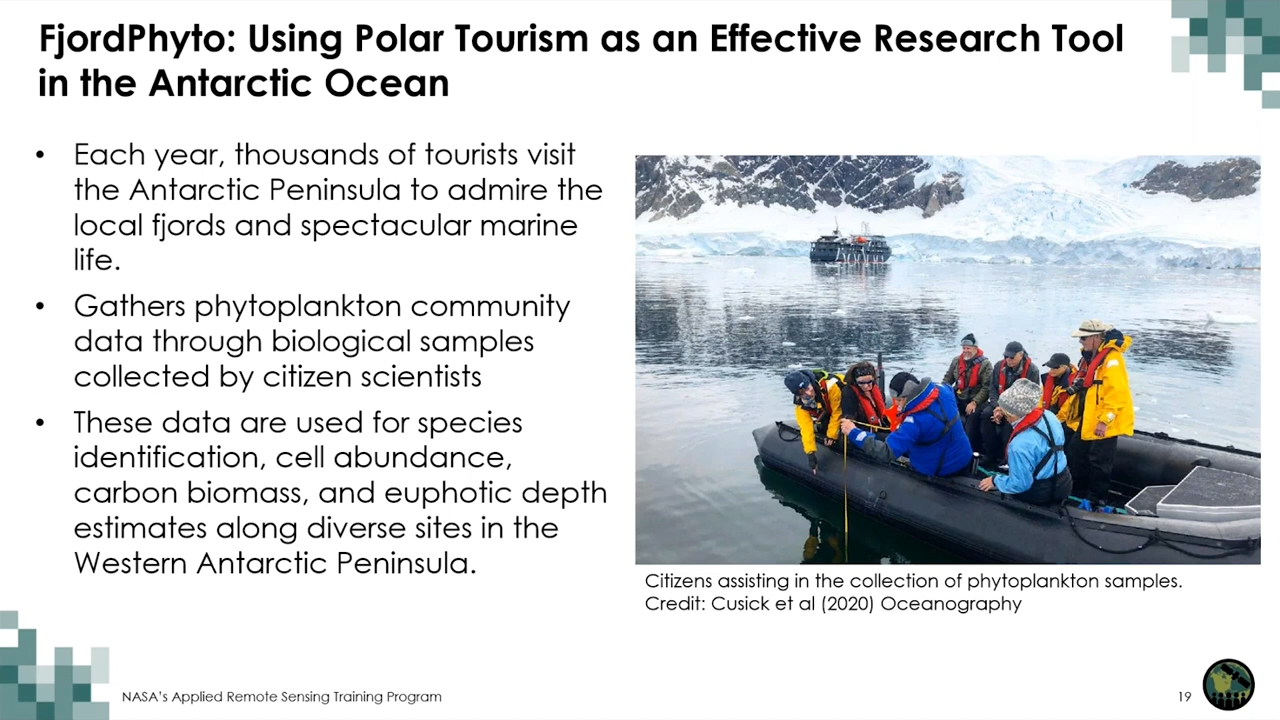 FjordPhyto: Using Polar Tourism as an Effective Research Tool
in the Antarctic Ocean
• Each year, thousands of tourists visit
the Antarctic Peninsula to admire the
local fjords and spectacular marine
life.
• Gathers phytoplankton community
data through biological samples
collected by citizen scientists
• These data are used for species
identification, cell abundance,
carbon biomass, and euphotic depth
estimates along diverse sites in the
Western Antarctic Peninsula.
Citizens assisting in the collection of phytoplankton samples.
Credit: Cusick et al (2020) Oceanography
NASA's Applied Remote Sensing Training Program
19